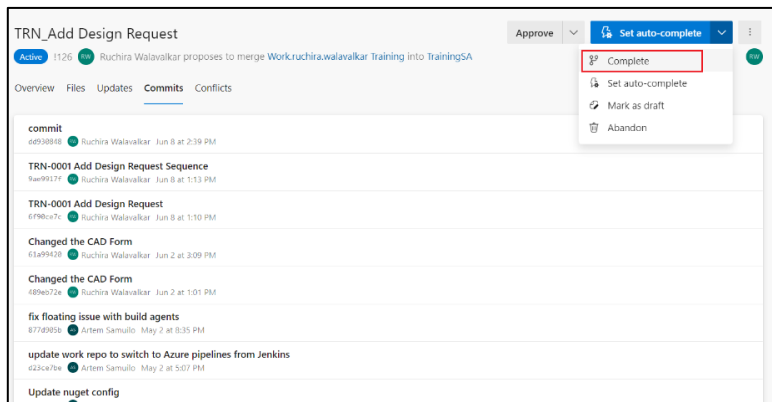 TRN_Add Design Request
Approve
Set auto-complete
Active !126 RW Ruchira Walavalkar proposes to merge Work.ruchira.walavalkar Training into TrainingSA
RW
Complete
Set auto-complete
Mark as draft
Abandon
Overview Files Updates Commits Conflicts
commit
dd930848 Ruchira Walavalkar Jun 8 at 2:39 PM
TRN-0001 Add Design Request Sequence
9ae9917f Ruchira Walavalkar Jun 8 at 1:13 PM
TRN-0001 Add Design Request
6f90ce7c Ruchira Walavalkar Jun 8 at 1:10 PM
Changed the CAD Form
61a99420 Ruchira Walavalkar Jun 2 at 3:09 PM
Changed the CAD Form
489eb72e Ruchira Walavalkar Jun 2 at 1:01 PM
fix floating issue with build agents
877d985b Artem Samuilo May 2 at 8:35 PM
update work repo to switch to Azure pipelines from Jenkins
d23ce7be Artem Samuilo May 2 at 5:07 PM
Update nuget config